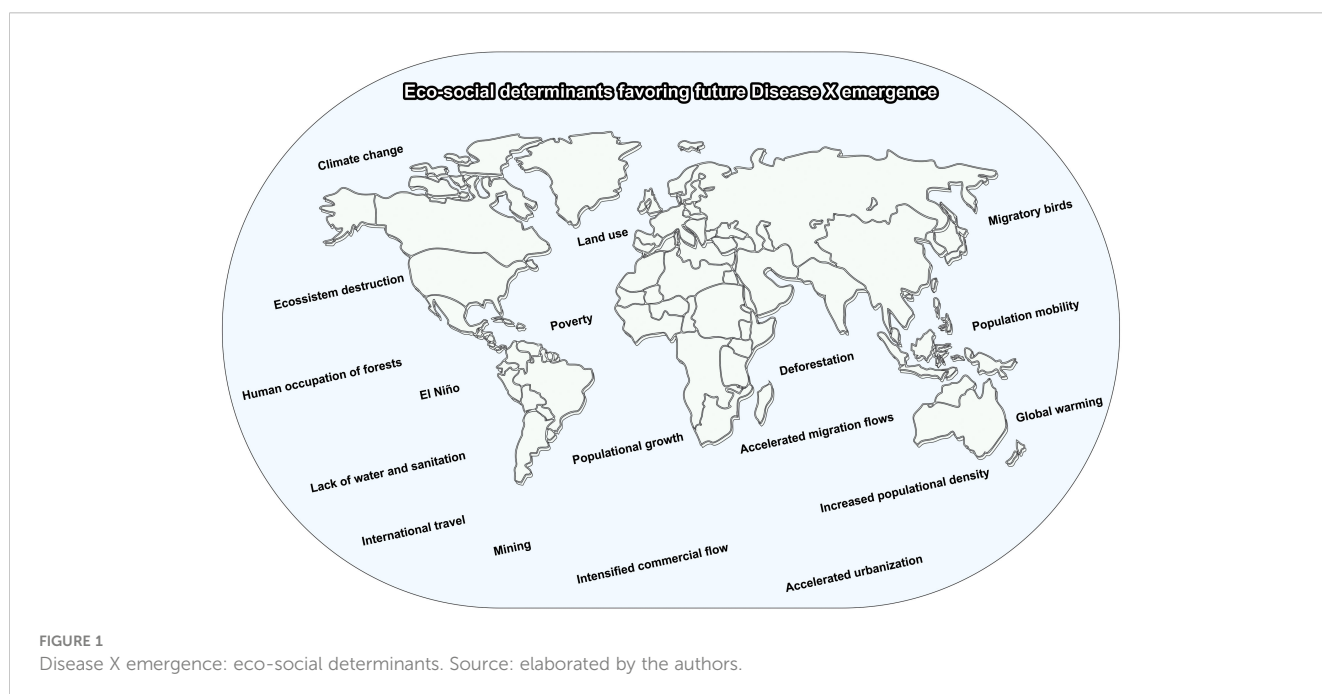 Eco-social determinants favoring future Disease X emergence
Climate change
Migratory birds
Land use
Ecossistem destruction
Poverty
Population mobility
Human occupation of forests
El Niño
Deforestation
Global warming
Populational growth
Accelerated migration flows
Lack of water and sanitation
Increased populational density
International travel
Mining
Intensified commercial flow
Accelerated urbanization
FIGURE 1
Disease X emergence: eco-social determinants. Source: elaborated by the authors.